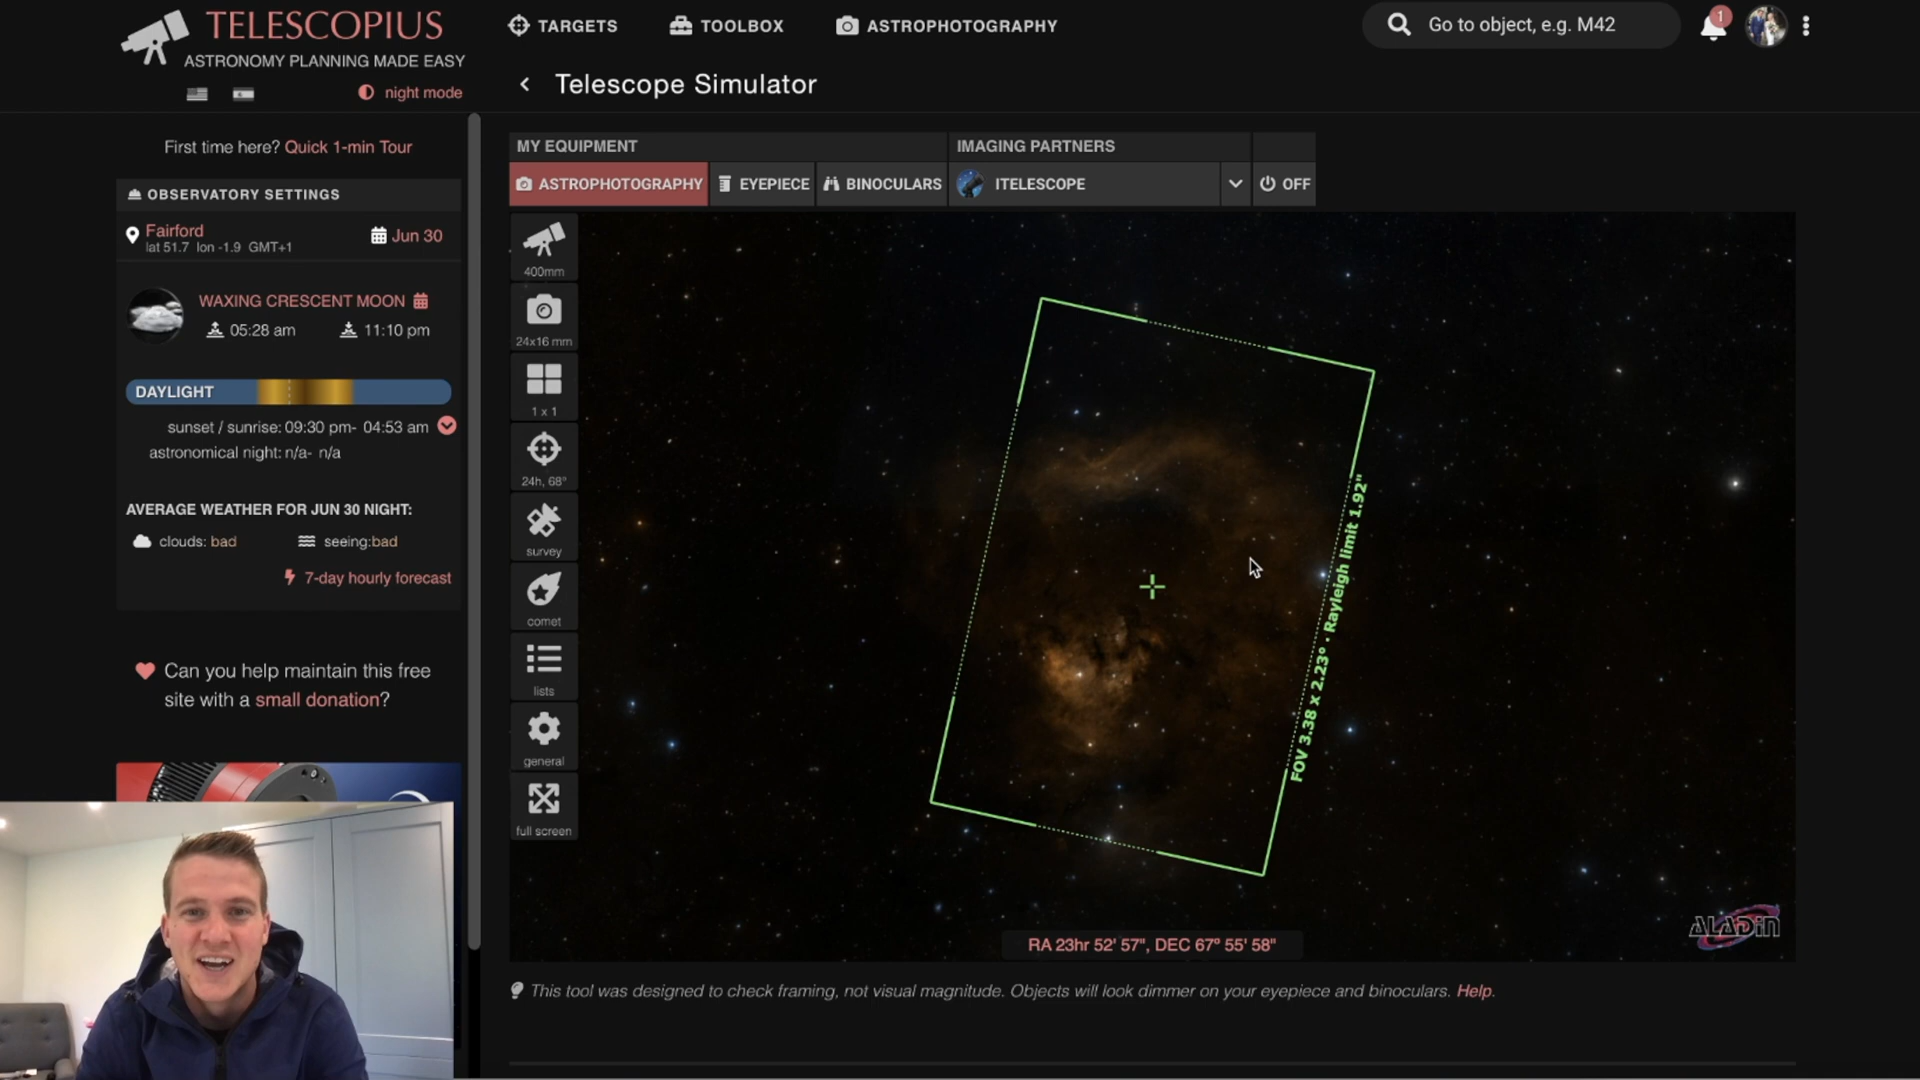 TELESCOPIUS
ASTRONOMY PLANNING MADE EASY
night mode
TARGETS
TOOLBOX
ASTROPHOTOGRAPHY
Go to object, e.g. M42
1
Telescope Simulator
First time here? Quick 1-min Tour
OBSERVATORY SETTINGS
Fairford
lat 51.7 lon -1.9 GMT+1
Jun 30
WAXING CRESCENT MOON
05:28 am
11:10 pm
DAYLIGHT
sunset / sunrise: 09:30 pm- 04:53 am
astronomical night: n/a- n/a
AVERAGE WEATHER FOR JUN 30 NIGHT:
clouds: bad
seeing:bad
7-day hourly forecast
Can you help maintain this free
site with a small donation?
MY EQUIPMENT
IMAGING PARTNERS
ASTROPHOTOGRAPHY
EYEPIECE
BINOCULARS
ITELESCOPE
OFF
400mm
24x16 mm
1 x 1
24h, 68°
survey
comet
lists
general
full screen
FOV 3.38 x 2.23° · Rayleigh limit 1.92"
ALADIN
RA 23hr 52' 57", DEC 67º 55' 58"
This tool was designed to check framing, not visual magnitude. Objects will look dimmer on your eyepiece and binoculars. Help.